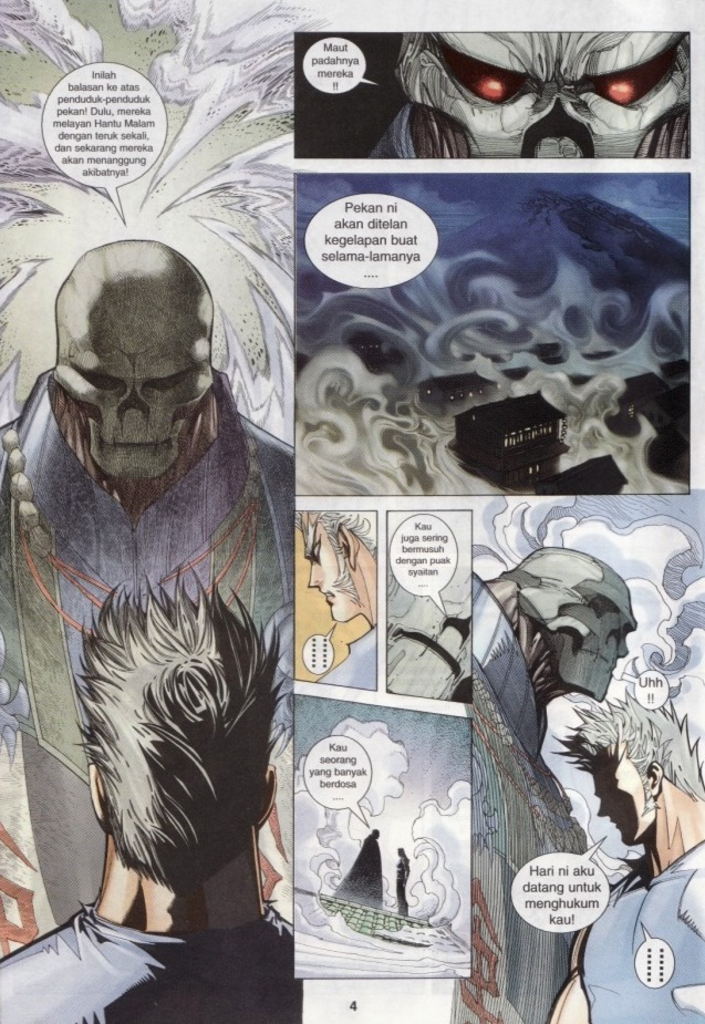 Inilah
balasan ke atas
penduduk-penduduk
pekan! Dulu, mereka
melayan Hantu Malam
dengan teruk sekali,
dan sekarang mereka
akan menanggung
akibatnya!
Maut
padahnya
mereka
!!
Pekan ni
akan ditelan
kegelapan buat
selama-lamanya
....
Kau
juga sering
bermusuh
dengan puak
syaitan
....
Kau
seorang
yang banyak
berdosa
....
Uhh
!!
Hari ni aku
datang untuk
menghukum
kau!
4